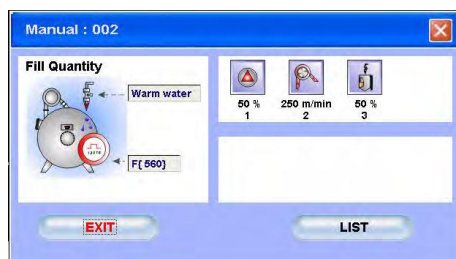 Manual : 002
Fill Quantity
Warm water
F{ 560}
50 %
1
250 m/min
2
50 %
3
EXIT
LIST